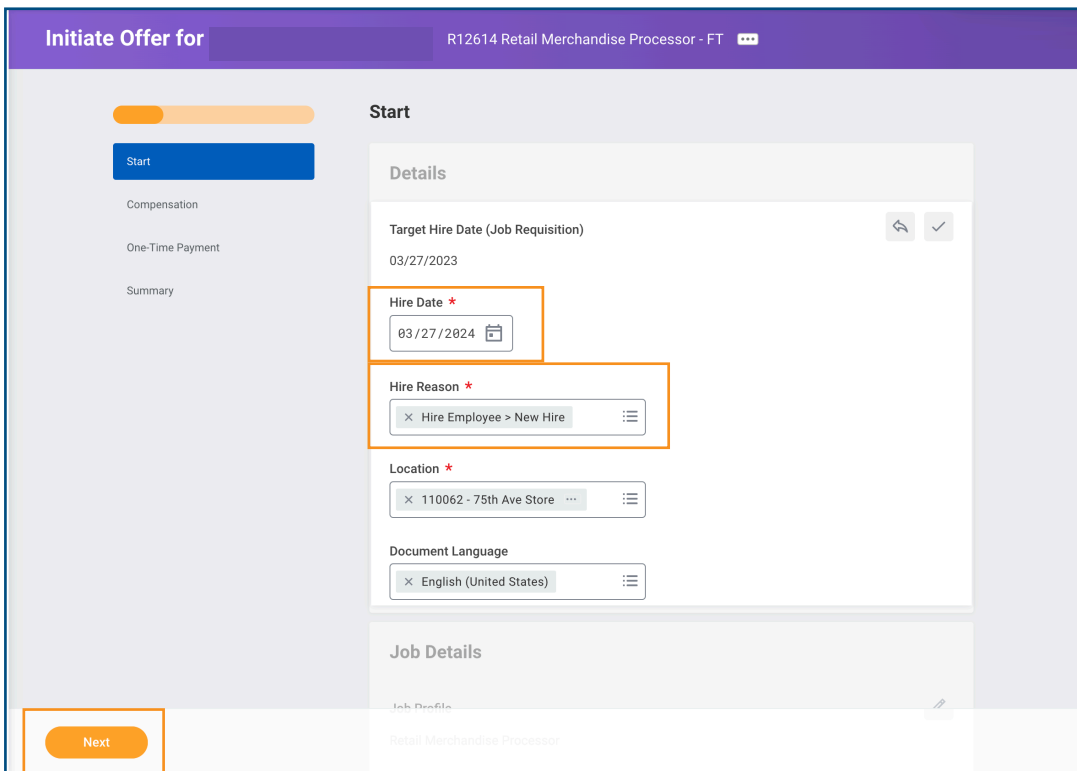 Initiate Offer for
R12614 Retail Merchandise Processor - FT
Start
Compensation
One-Time Payment
Summary
Start
Details
Target Hire Date (Job Requisition)
03/27/2023
Hire Date *
03/27/2024
Hire Reason *
× Hire Employee > New Hire
Location *
× 110062 - 75th Ave Store
Document Language
× English (United States)
Job Details
Job Profile
Retail Merchandise Processor
Next